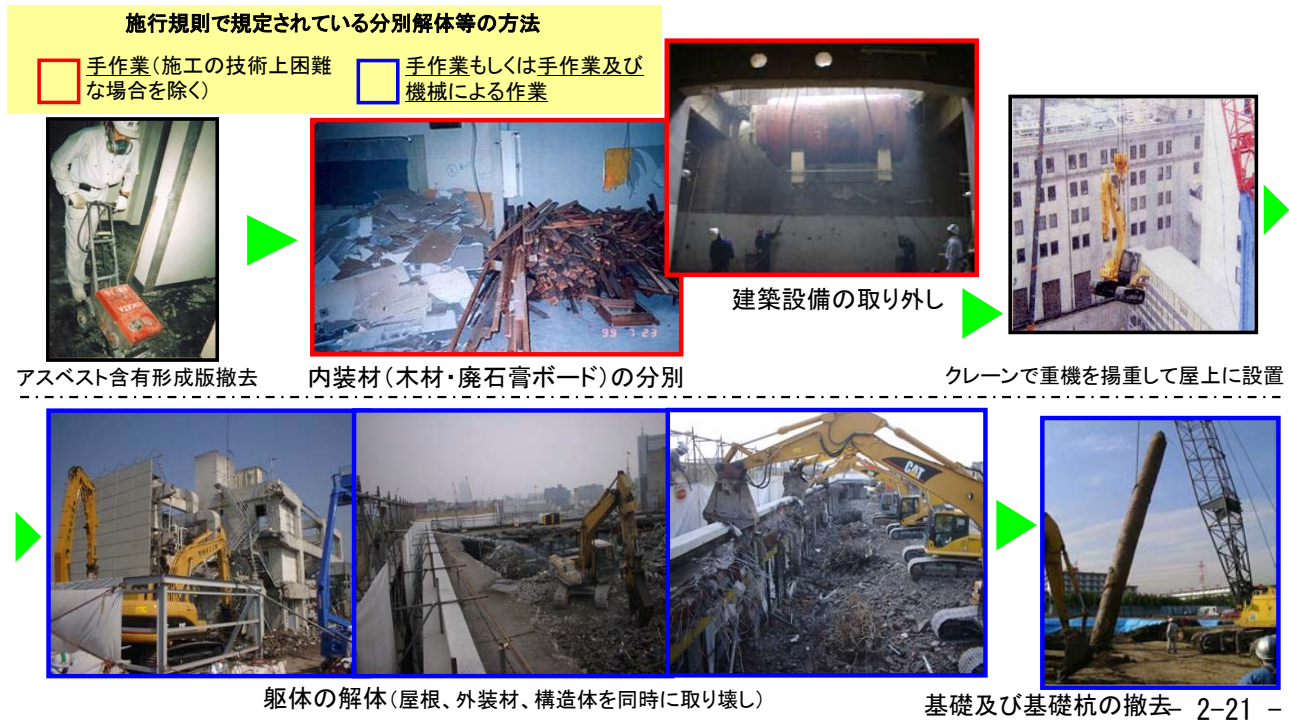 施行規則で規定されている分別解体等の方法
手作業(施工の技術上困難
な場合を除く)
手作業もしくは手作業及び
機械による作業
アスベスト含有形成版撤去
内装材(木材・廃石膏ボード)の分別
99 7 23
建築設備の取り外し
クレーンで重機を揚重して屋上に設置
躯体の解体(屋根、外装材、構造体を同時に取り壊し)
CAT
基礎及び基礎杭の撤去
- 2-21 -